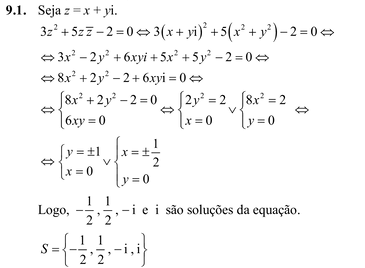 9.1. Seja z = x + yi.
3z² + 5zz̅ − 2 = 0 ⇔ 3(x + yi)² + 5(x² + y²) − 2 = 0 ⇔
⇔ 3x² − 2y² + 6xyi + 5x² + 5y² − 2 = 0 ⇔
⇔ 8x² + 2y² − 2 + 6xyi = 0 ⇔
⇔ {8x² + 2y² − 2 = 0; 6xy = 0 ⇔ {2y² = 2; x = 0 ∨ {8x² = 2; y = 0 ⇔
⇔ {y = ±1; x = 0 ∨ {x = ±1/2; y = 0
Logo, −1/2, 1/2, −i e i são soluções da equação.
S = {−1/2, 1/2, −i, i}